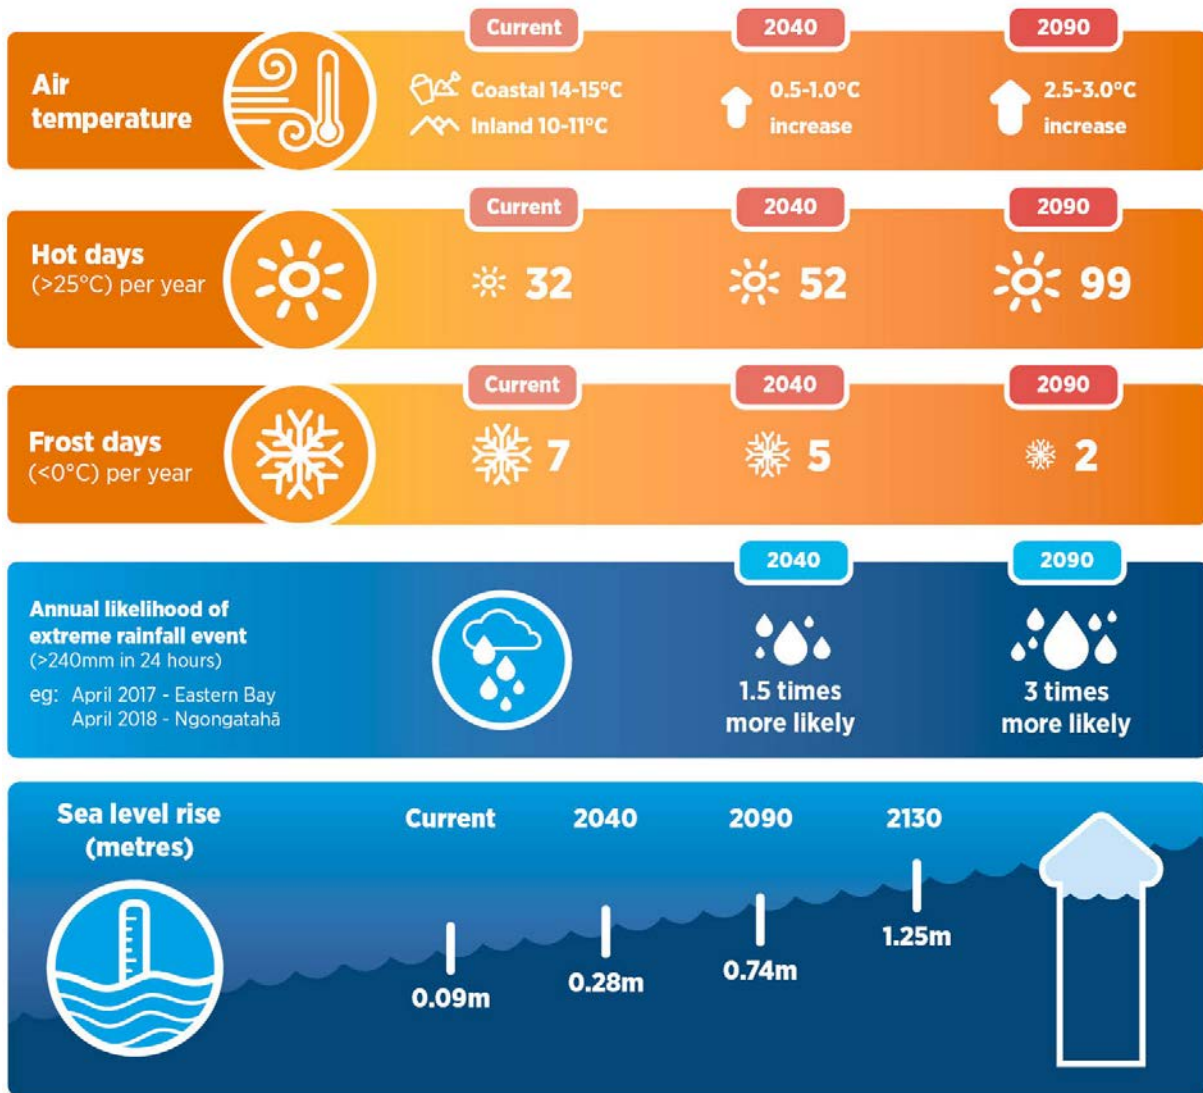 Current 2040 2090
Air
temperature
Coastal 14-15°C
Inland 10-11°C
0.5-1.0°C
increase
2.5-3.0°C
increase
Current 2040 2090
Hot days
(>25°C) per year
32 52 99
Current 2040 2090
Frost days
(<0°C) per year
7 5 2
2040 2090
Annual likelihood of
extreme rainfall event
(>240mm in 24 hours)
eg: April 2017 - Eastern Bay
April 2018 - Ngongatahā
1.5 times
more likely
3 times
more likely
Sea level rise
(metres)
Current 2040 2090 2130
0.09m 0.28m 0.74m 1.25m